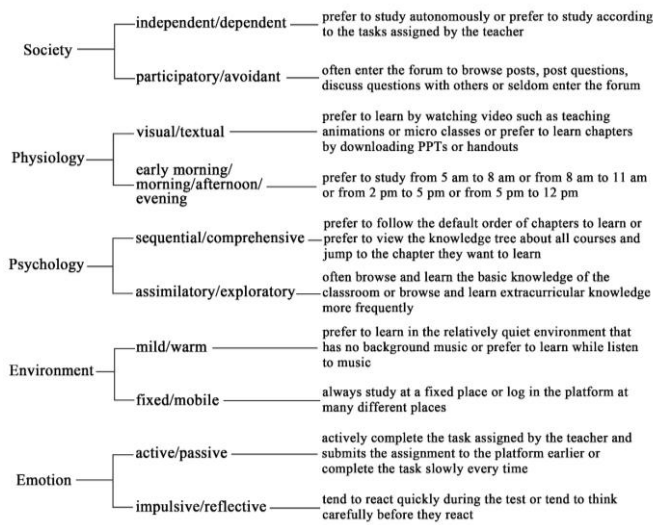 Society
independent/dependent
prefer to study autonomously or prefer to study according
to the tasks assigned by the teacher
participatory/avoidant
often enter the forum to browse posts, post questions,
discuss questions with others or seldom enter the forum
Physiology
visual/textual
prefer to learn by watching video such as teaching
animations or micro classes or prefer to learn chapters
by downloading PPTs or handouts
early morning/
morning/afternoon/
evening
prefer to study from 5 am to 8 am or from 8 am to 11 am
or from 2 pm to 5 pm or from 5 pm to 12 pm
Psychology
sequential/comprehensive
prefer to follow the default order of chapters to learn or
prefer to view the knowledge tree about all courses and
jump to the chapter they want to learn
assimilatory/exploratory
often browse and learn the basic knowledge of the
classroom or browse and learn extracurricular knowledge
more frequently
Environment
mild/warm
prefer to learn in the relatively quiet environment that
has no background music or prefer to learn while listen
to music
fixed/mobile
always study at a fixed place or log in the platform at
many different places
Emotion
active/passive
actively complete the task assigned by the teacher and
submits the assignment to the platform earlier or
complete the task slowly every time
impulsive/reflective
tend to react quickly during the test or tend to think
carefully before they react